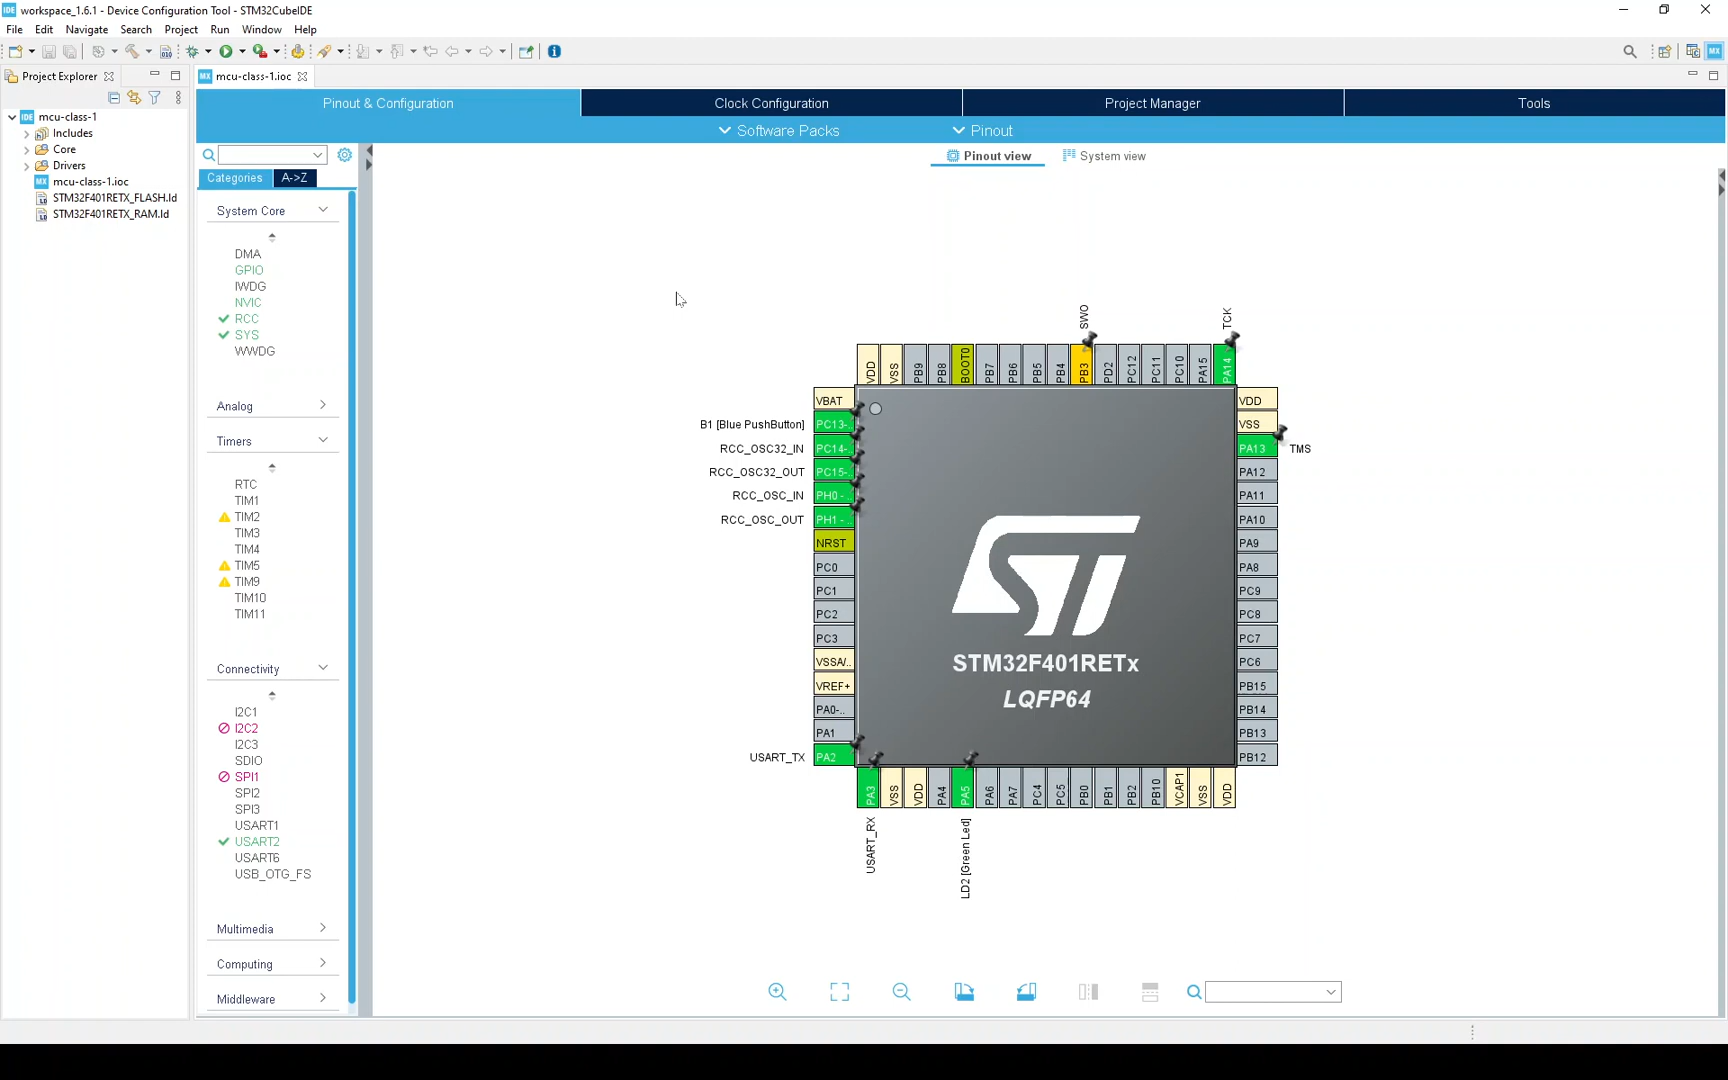 IDE workspace_1.6.1 - Device Configuration Tool - STM32CubeIDE
File Edit Navigate Search Project Run Window Help
Project Explorer
MX mcu-class-1.ioc
MX
Pinout & Configuration
Clock Configuration
Project Manager
Tools
Software Packs
Pinout
IDE mcu-class-1
Includes
Core
Drivers
MX mcu-class-1.ioc
STM32F401RETX_FLASH.ld
STM32F401RETX_RAM.ld
Categories
A->Z
System Core
DMA
GPIO
IWDG
NVIC
RCC
SYS
WWDG
Analog
Timers
RTC
TIM1
TIM2
TIM3
TIM4
TIM5
TIM9
TIM10
TIM11
Connectivity
I2C1
I2C2
I2C3
SDIO
SPI1
SPI2
SPI3
USART1
USART2
USART6
USB_OTG_FS
Multimedia
Computing
Middleware
Pinout view
System view
SWO
TCK
VDD
VSS
PB9
PB8
BOOT0
PB7
PB6
PB5
PB4
PB3
PD2
PC12
PC11
PC10
PA15
PA14
VBAT
B1 [Blue PushButton] PC13-..
RCC_OSC32_IN PC14-..
RCC_OSC32_OUT PC15-..
RCC_OSC_IN PH0 - ..
RCC_OSC_OUT PH1 - ..
NRST
PC0
PC1
PC2
PC3
VSSA/..
VREF+
PA0-..
PA1
USART_TX PA2
ST
STM32F401RETx
LQFP64
VDD
VSS
PA13 TMS
PA12
PA11
PA10
PA9
PA8
PC9
PC8
PC7
PC6
PB15
PB14
PB13
PB12
PA3
VSS
VDD
PA4
PA5
PA6
PA7
PC4
PC5
PB0
PB1
PB2
PB10
VCAP1
VSS
VDD
USART_RX
LD2 [Green Led]